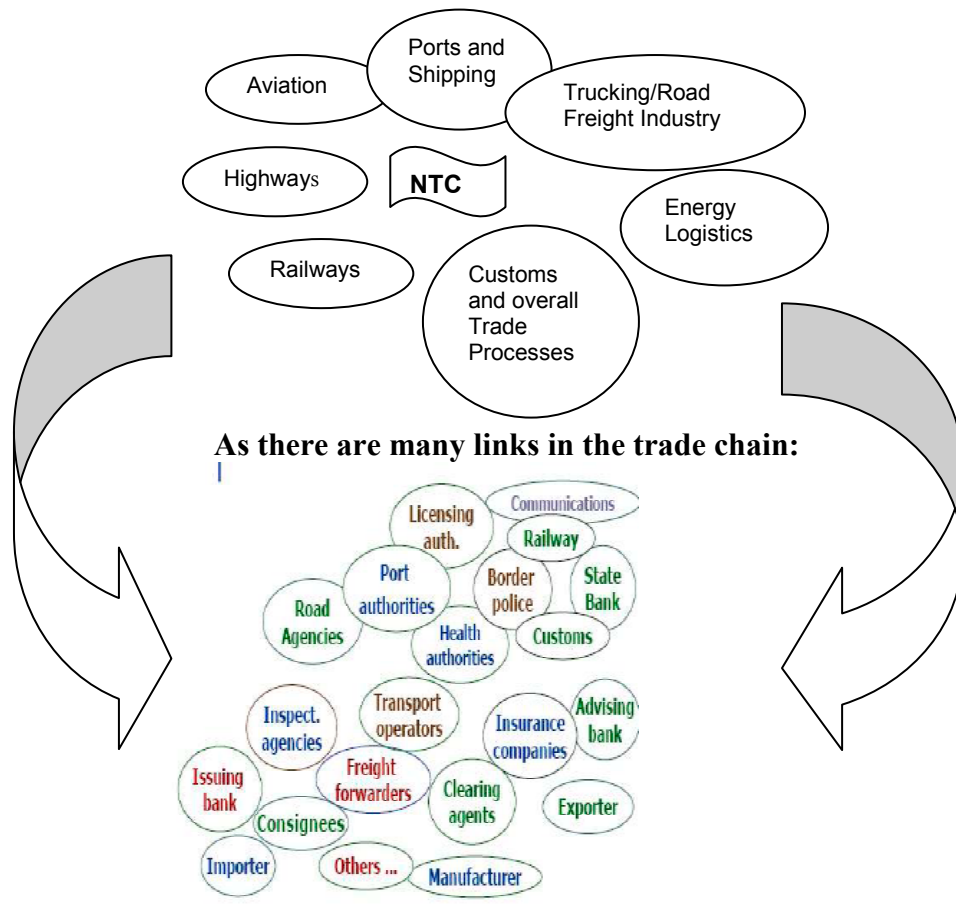 Ports and
Shipping
Aviation
Trucking/Road
Freight Industry
Highways
NTC
Energy
Logistics
Railways
Customs
and overall
Trade
Processes
As there are many links in the trade chain:
Communications
Licensing
auth.
Railway
Port
authorities
Border
police
State
Bank
Road
Agencies
Health
authorities
Customs
Transport
operators
Inspect.
agencies
Insurance
companies
Advising
bank
Issuing
bank
Freight
forwarders
Clearing
agents
Exporter
Consignees
Importer
Others ...
Manufacturer